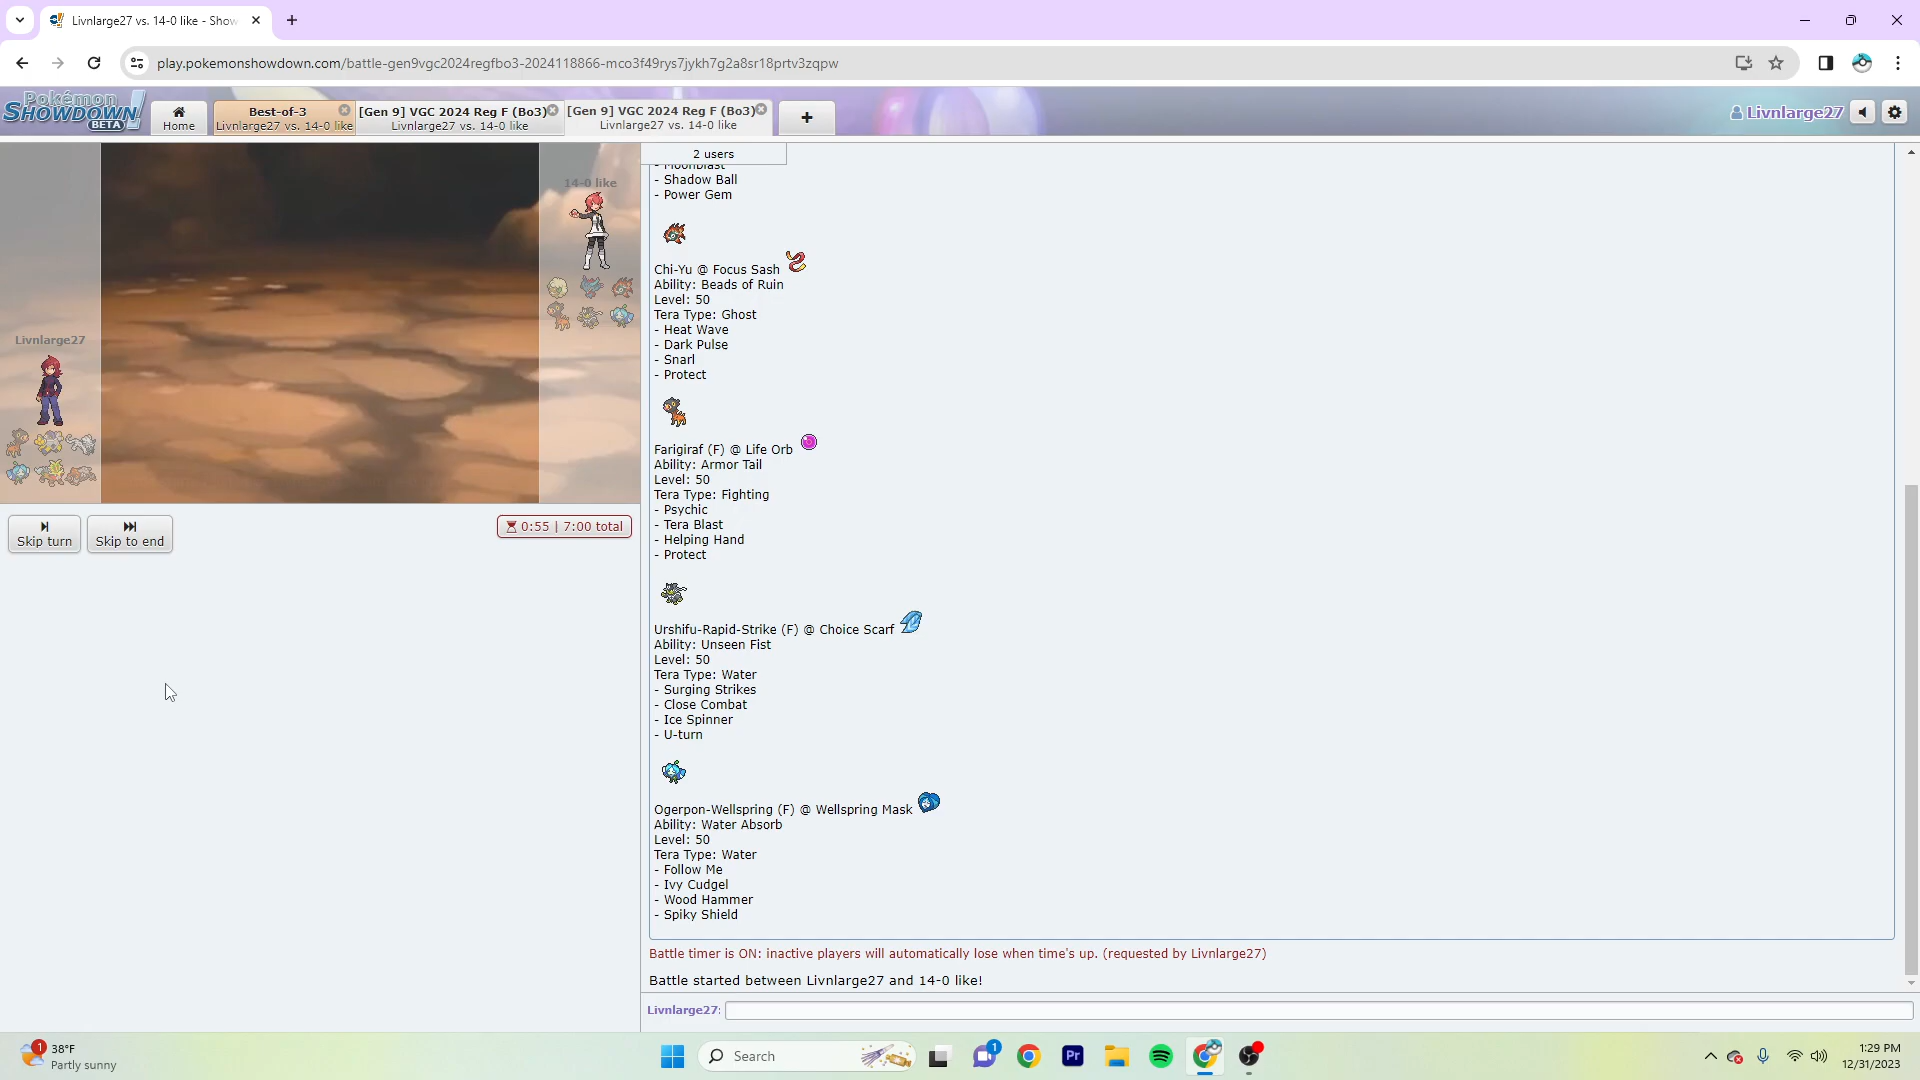 Livnlarge27 vs. 14-0 like - Show
play.pokemonshowdown.com/battle-gen9vgc2024regfbo3-2024118866-mco3f49rys7jykh7g2a8sr18prtv3zqpw
Pokémon
SHOWDOWN!
BETA
Home
Best-of-3
Livnlarge27 vs. 14-0 like
[Gen 9] VGC 2024 Reg F (Bo3)
Livnlarge27 vs. 14-0 like
[Gen 9] VGC 2024 Reg F (Bo3)
Livnlarge27 vs. 14-0 like
+
Livnlarge27
2 users
14-0 like
Livnlarge27
Skip turn
Skip to end
0:55 | 7:00 total
- Moonblast
- Shadow Ball
- Power Gem
Chi-Yu @ Focus Sash
Ability: Beads of Ruin
Level: 50
Tera Type: Ghost
- Heat Wave
- Dark Pulse
- Snarl
- Protect
Farigiraf (F) @ Life Orb
Ability: Armor Tail
Level: 50
Tera Type: Fighting
- Psychic
- Tera Blast
- Helping Hand
- Protect
Urshifu-Rapid-Strike (F) @ Choice Scarf
Ability: Unseen Fist
Level: 50
Tera Type: Water
- Surging Strikes
- Close Combat
- Ice Spinner
- U-turn
Ogerpon-Wellspring (F) @ Wellspring Mask
Ability: Water Absorb
Level: 50
Tera Type: Water
- Follow Me
- Ivy Cudgel
- Wood Hammer
- Spiky Shield
Battle timer is ON: inactive players will automatically lose when time's up. (requested by Livnlarge27)
Battle started between Livnlarge27 and 14-0 like!
Livnlarge27:
1
38°F
Partly sunny
Search
1
Pr
1:29 PM
12/31/2023